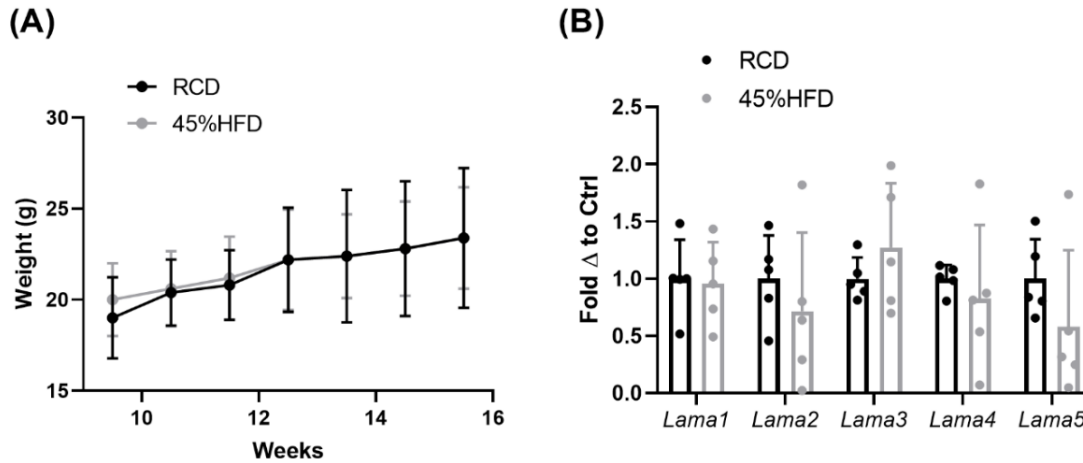 (A)
RCD
45%HFD
Weight (g)
30
25
20
15
10
12
14
16
Weeks
(B)
RCD
45%HFD
Fold Δ to Ctrl
2.5
2.0
1.5
1.0
0.5
0.0
Lama1 Lama2 Lama3 Lama4 Lama5